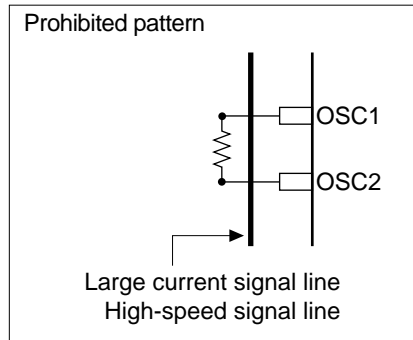 Prohibited pattern
OSC1
OSC2
Large current signal line
High-speed signal line